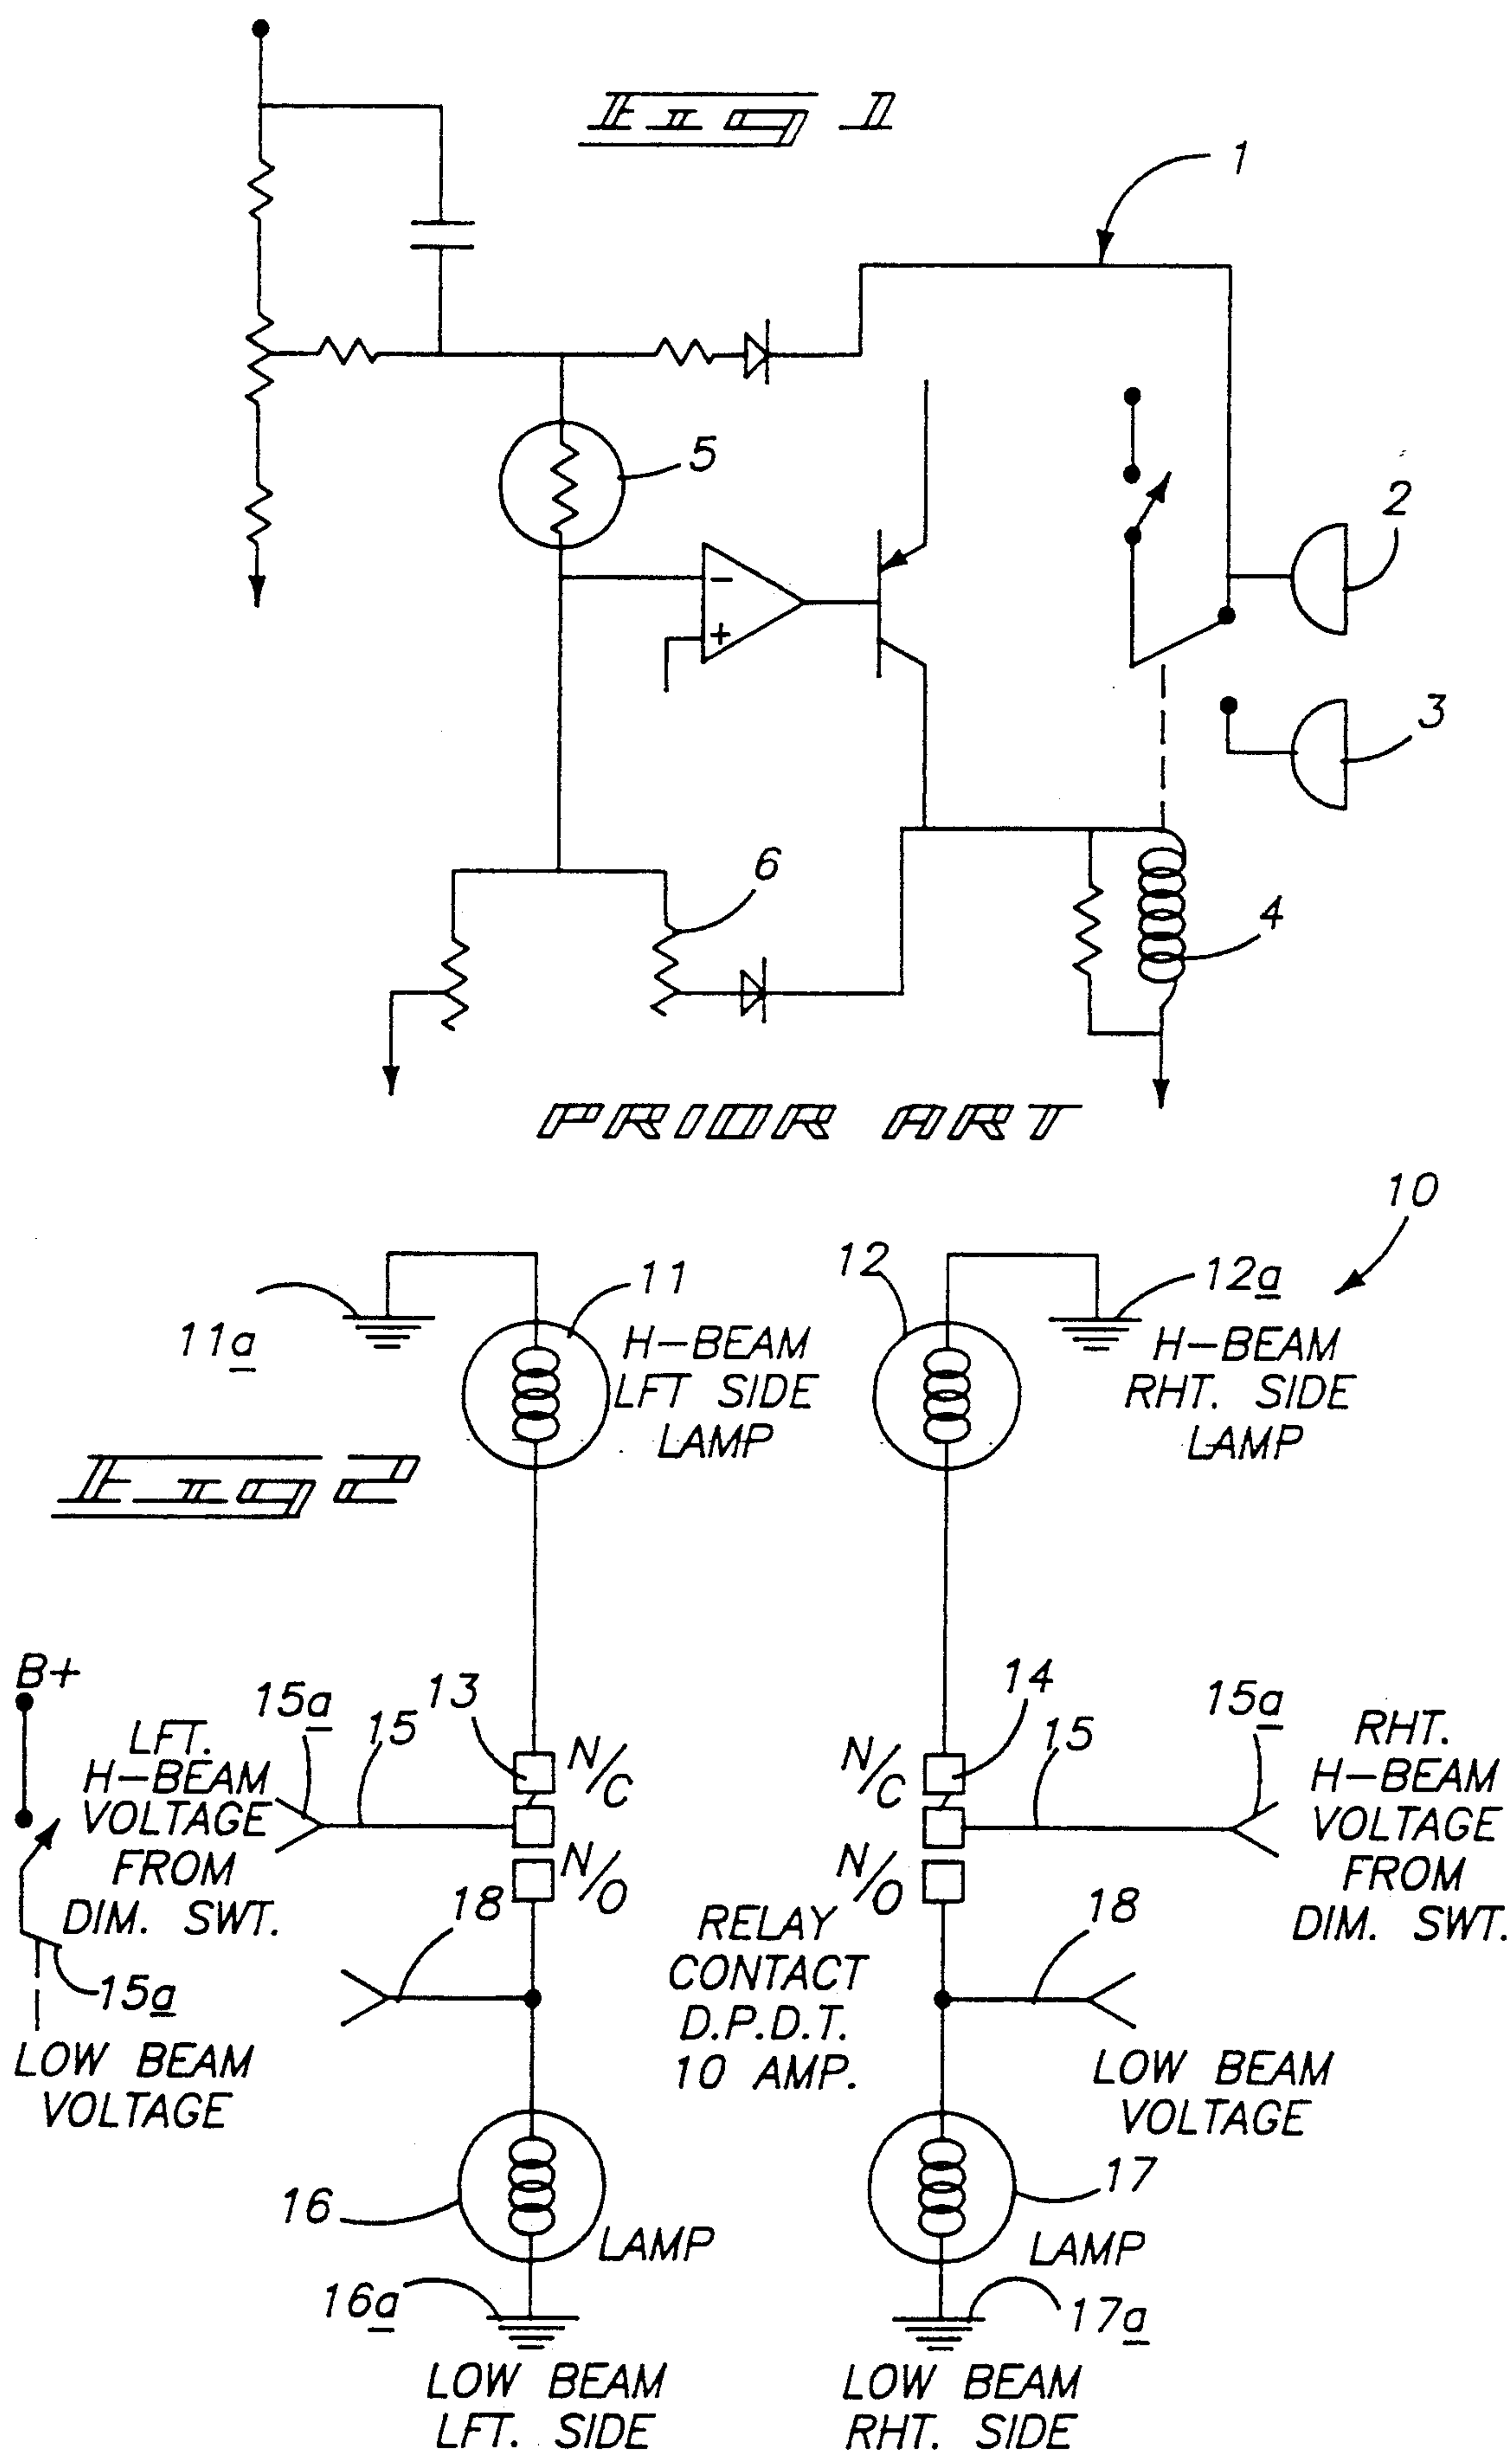 Fig 1
1
5
2
−
+
3
6
4
PRIOR ART
10
11
12
12a
11a
H-BEAM
LFT SIDE
LAMP
H-BEAM
RHT. SIDE
LAMP
Fig 2
B+
15a
15
13
N/C
N/C
14
15
15a
LFT.
H-BEAM
VOLTAGE
FROM
DIM. SWT.
RHT.
H-BEAM
VOLTAGE
FROM
DIM. SWT.
N/O
N/O
18
18
15a
RELAY
CONTACT
D.P.D.T.
10 AMP.
LOW BEAM
VOLTAGE
LOW BEAM
VOLTAGE
16
LAMP
17
LAMP
16a
17a
LOW BEAM
LFT. SIDE
LOW BEAM
RHT. SIDE